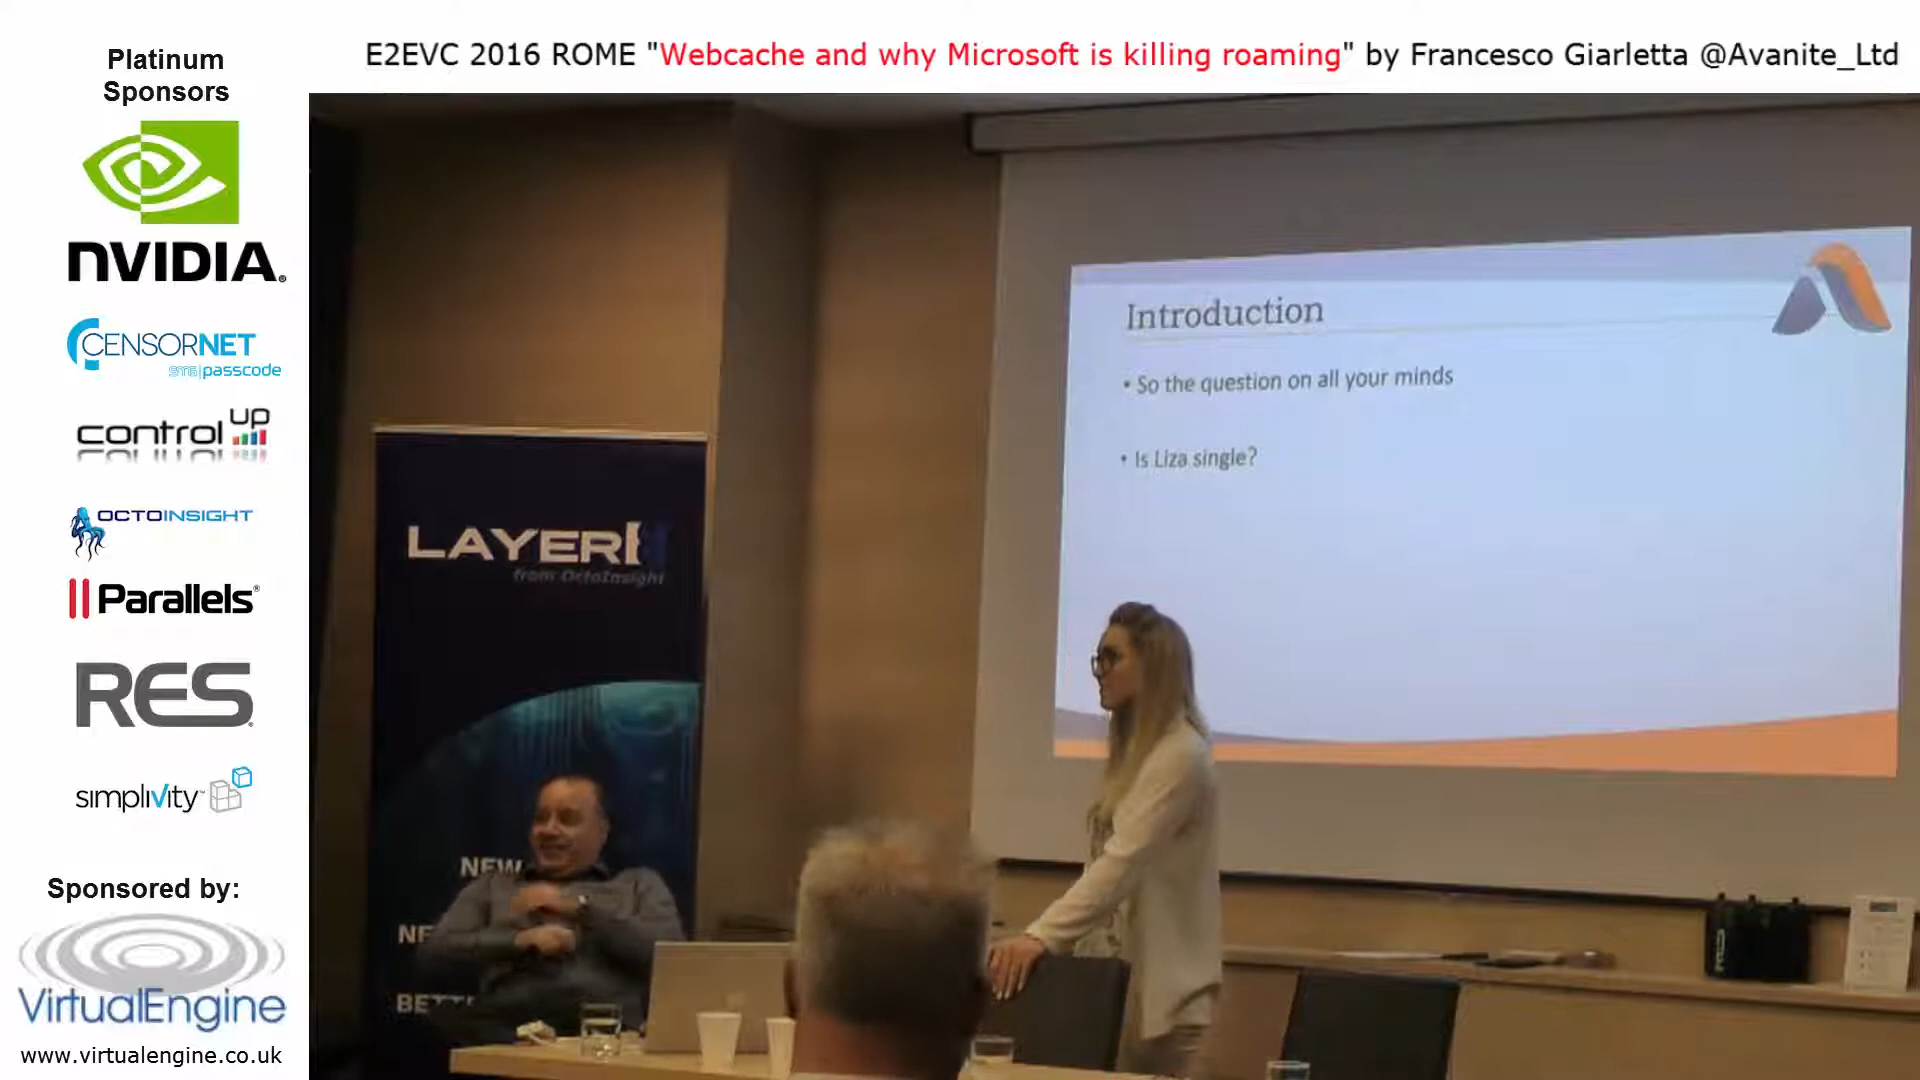 Platinum
Sponsors
E2EVC 2016 ROME "Webcache and why Microsoft is killing roaming" by Francesco Giarletta @Avanite_Ltd
NVIDIA
CENSORNET
passcode
control up
OCTOINSIGHT
Parallels
RES
simplivity
Sponsored by:
VirtualEngine
www.virtualengine.co.uk
LAYER
from OctoInsight
NEW
Introduction
• So the question on all your minds
• Is Liza single?